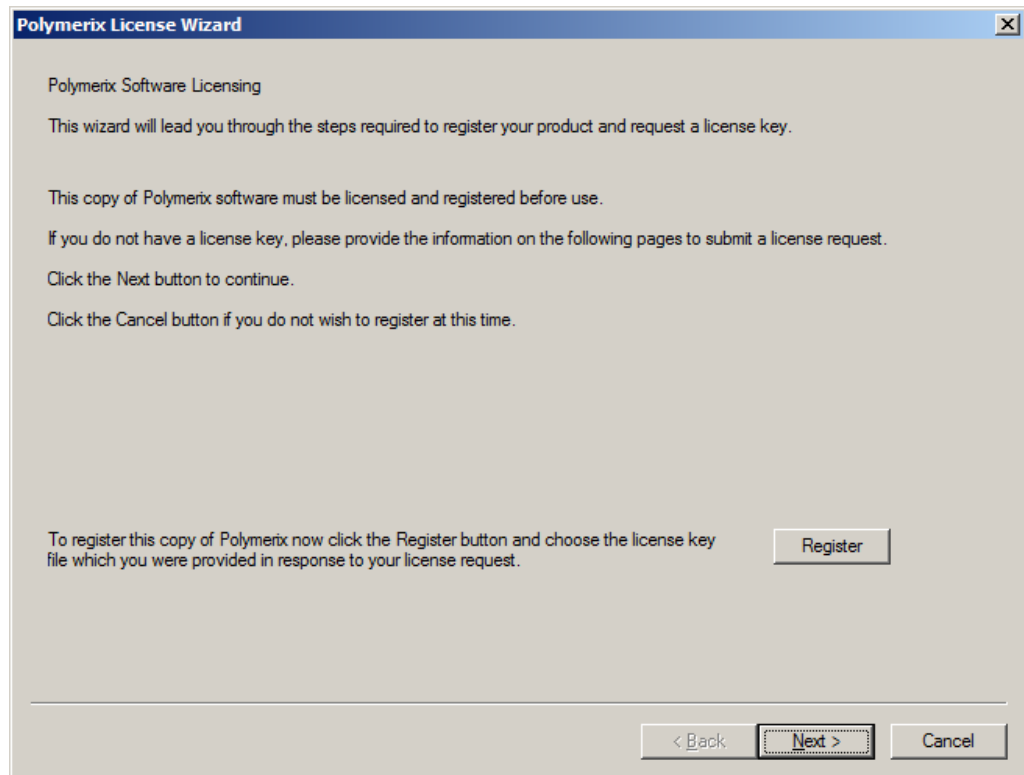 Polymerix License Wizard
Polymerix Software Licensing
This wizard will lead you through the steps required to register your product and request a license key.
This copy of Polymerix software must be licensed and registered before use.
If you do not have a license key, please provide the information on the following pages to submit a license request.
Click the Next button to continue.
Click the Cancel button if you do not wish to register at this time.
To register this copy of Polymerix now click the Register button and choose the license key
file which you were provided in response to your license request.
Register
< Back
Next >
Cancel